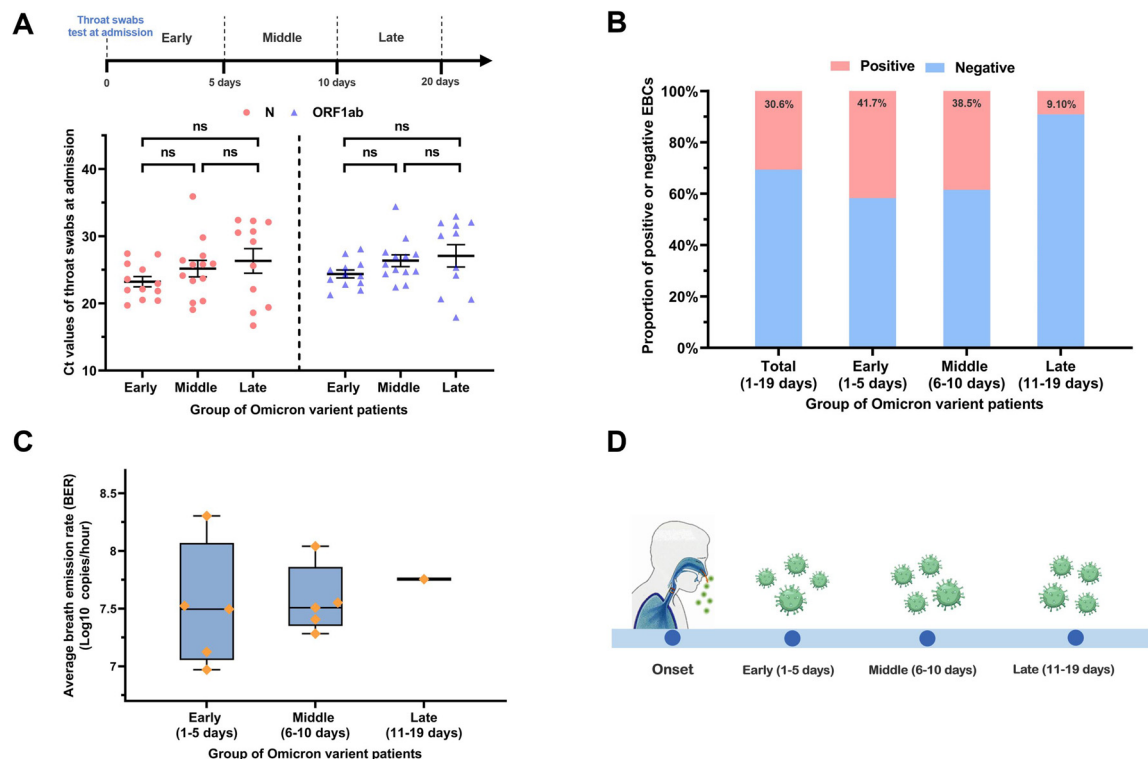 A
Throat swabs
test at admission
Early
Middle
Late
0
5 days
10 days
20 days
N
ORF1ab
ns
ns
ns
ns
ns
ns
Ct values of throat swabs at admission
40
30
20
10
Early
Middle
Late
Early
Middle
Late
Group of Omicron varient patients
B
Positive
Negative
Proportion of positive or negative EBCs
100%
80%
60%
40%
20%
0%
30.6%
41.7%
38.5%
9.10%
Total
(1-19 days)
Early
(1-5 days)
Middle
(6-10 days)
Late
(11-19 days)
Group of Omicron varient patients
C
Average breath emission rate (BER)
(Log10 copies/hour)
8.5
8
7.5
7
Early
(1-5 days)
Middle
(6-10 days)
Late
(11-19 days)
Group of Omicron varient patients
D
Onset
Early (1-5 days)
Middle (6-10 days)
Late (11-19 days)